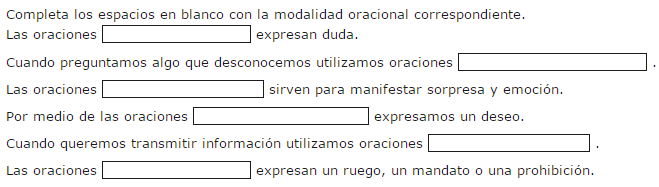 Completa los espacios en blanco con la modalidad oracional correspondiente.
Las oraciones expresan duda.
Cuando preguntamos algo que desconocemos utilizamos oraciones .
Las oraciones sirven para manifestar sorpresa y emoción.
Por medio de las oraciones expresamos un deseo.
Cuando queremos transmitir información utilizamos oraciones .
Las oraciones expresan un ruego, un mandato o una prohibición.